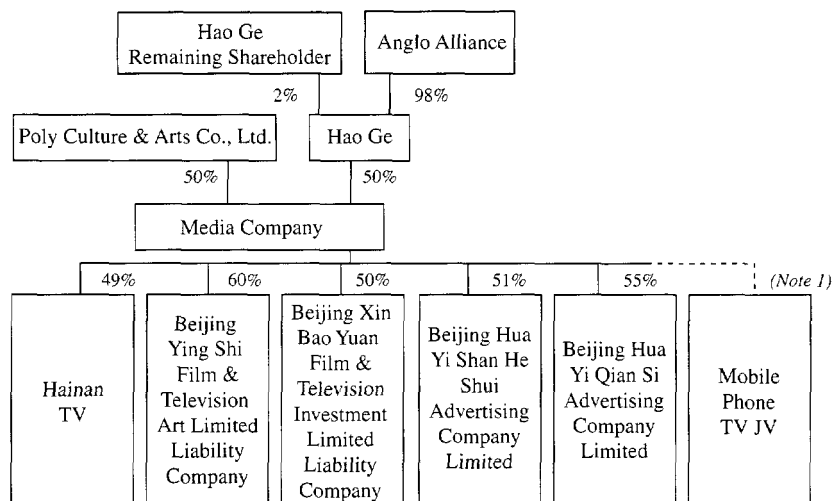 Hao Ge
Remaining Shareholder
Anglo Alliance
2%
98%
Poly Culture & Arts Co., Ltd.
Hao Ge
50%
50%
Media Company
49%
60%
50%
51%
55%
(Note 1)
Hainan
TV
Beijing
Ying Shi
Film &
Television
Art Limited
Liability
Company
Beijing Xin
Bao Yuan
Film &
Television
Investment
Limited
Liability
Company
Beijing Hua
Yi Shan He
Shui
Advertising
Company
Limited
Beijing Hua
Yi Qian Si
Advertising
Company
Limited
Mobile
Phone
TV JV